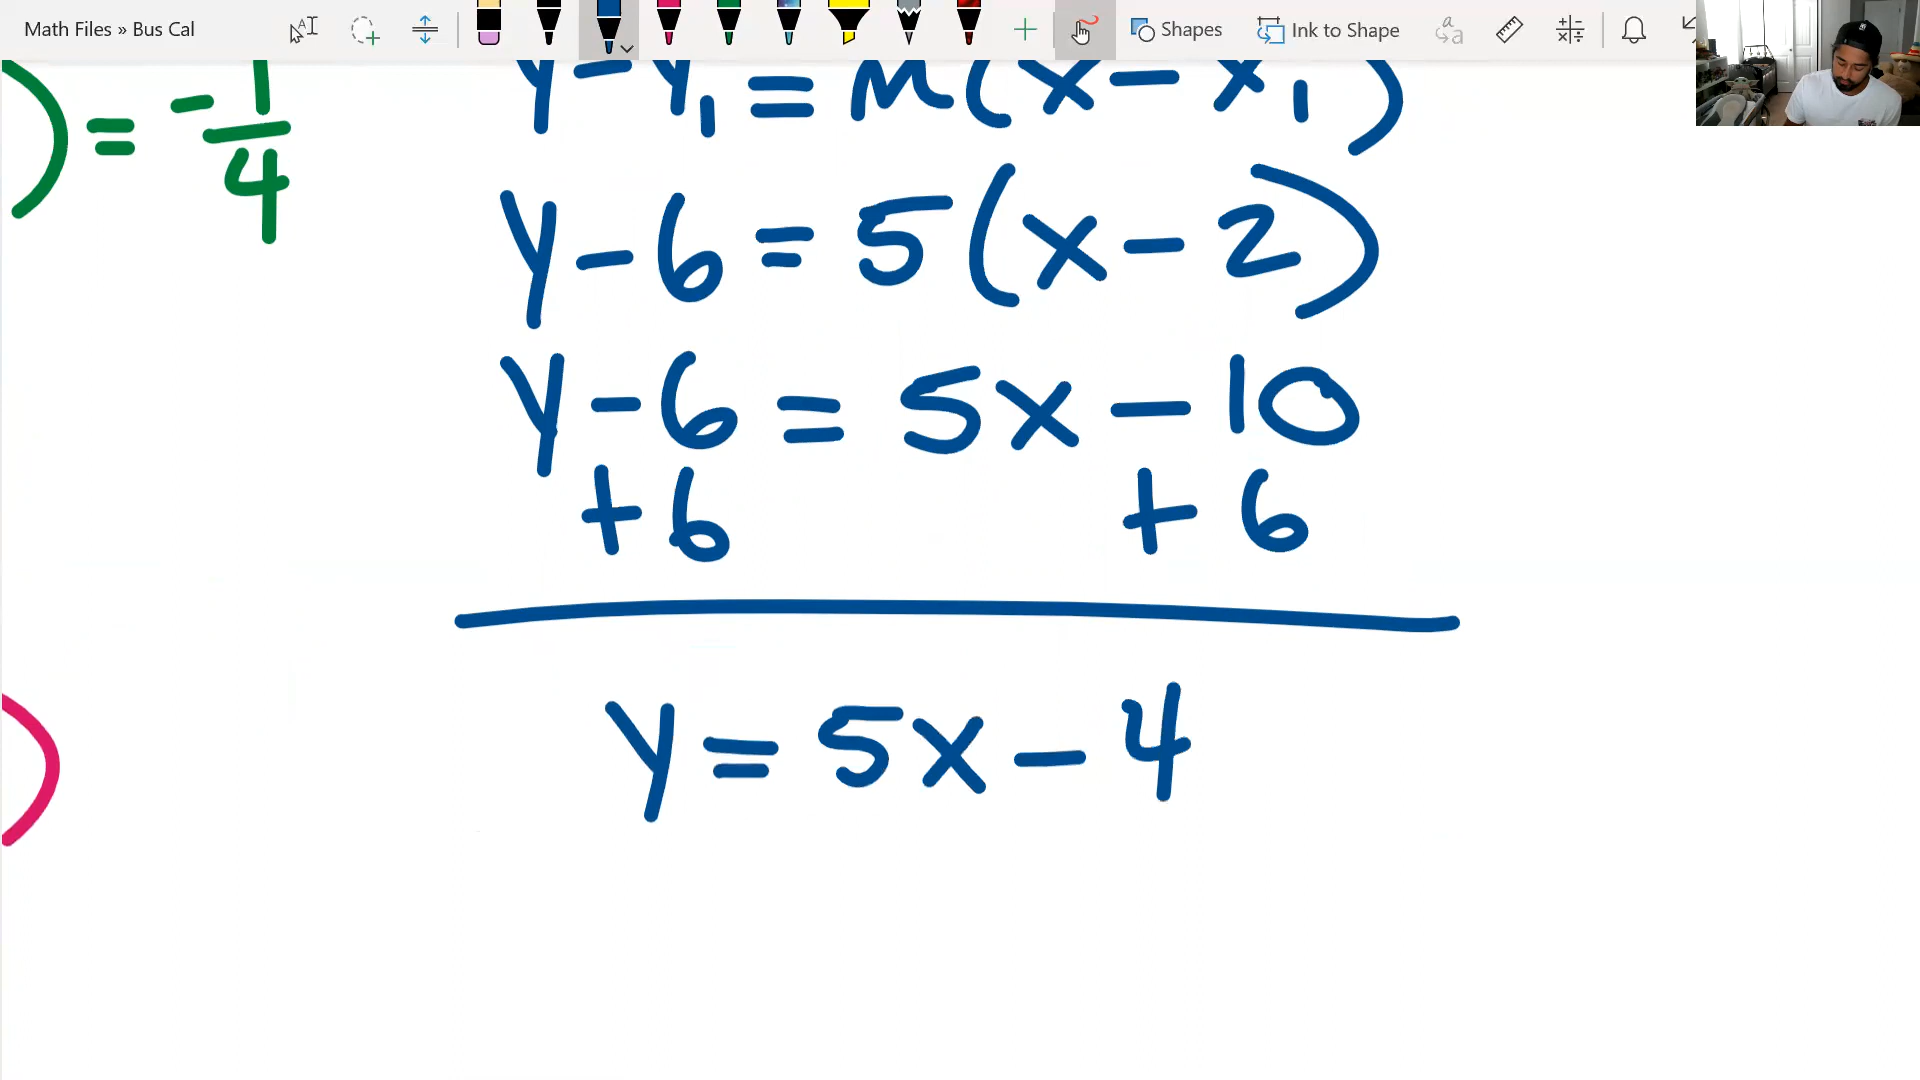 Math Files » Bus Cal
Shapes
Ink to Shape
) = -1/4
y - y₁ = m(x - x₁)
y - 6 = 5(x - 2)
y - 6 = 5x - 10
+ 6 + 6
y = 5x - 4
)